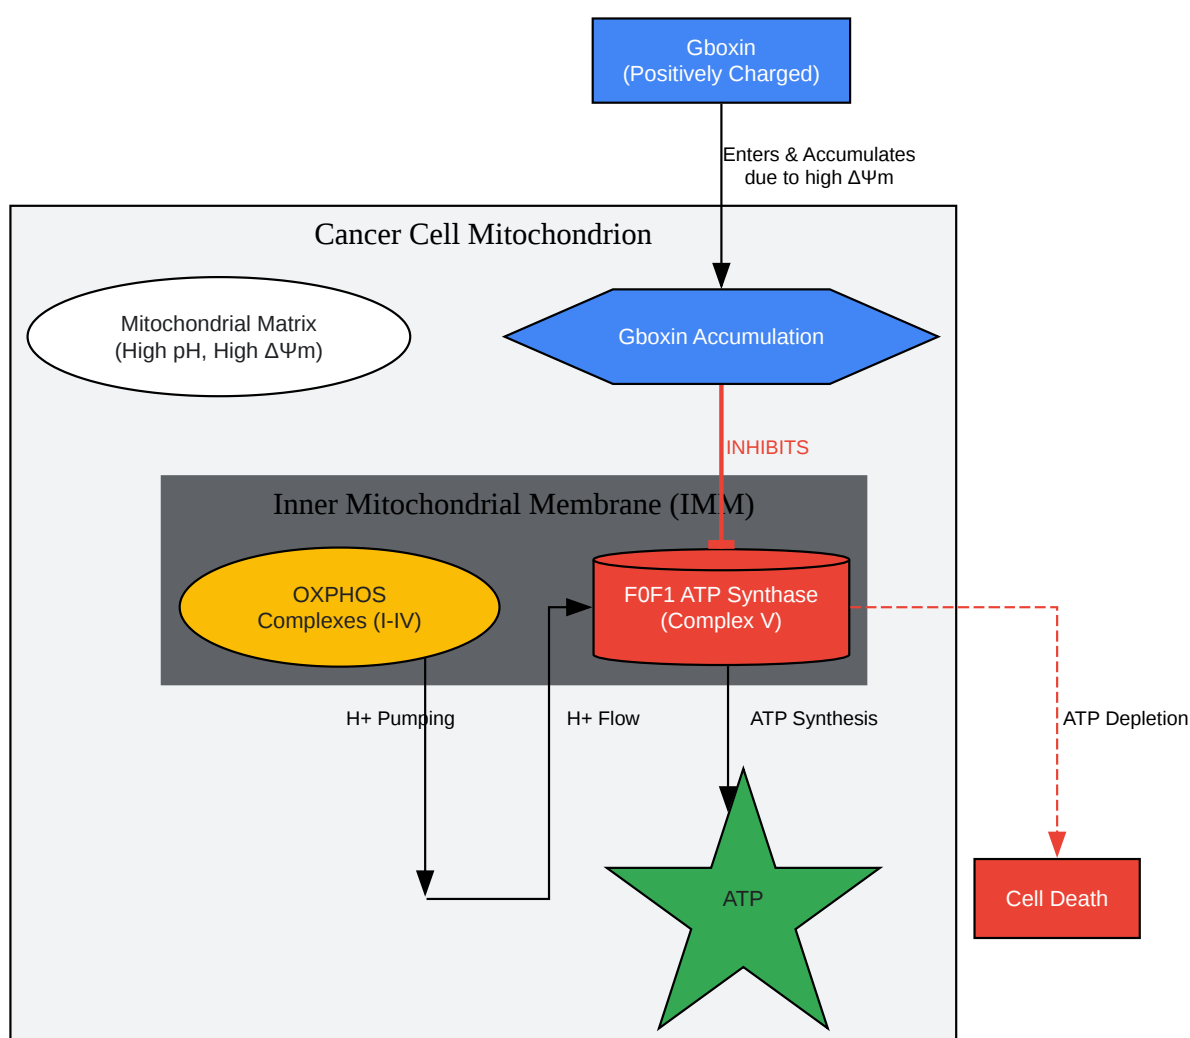 Gboxin
(Positively Charged)
Enters & Accumulates
due to high ΔΨm
Cancer Cell Mitochondrion
Mitochondrial Matrix
(High pH, High ΔΨm)
Gboxin Accumulation
INHIBITS
Inner Mitochondrial Membrane (IMM)
OXPHOS
Complexes (I-IV)
F0F1 ATP Synthase
(Complex V)
H+ Pumping
H+ Flow
ATP Synthesis
ATP Depletion
ATP
Cell Death